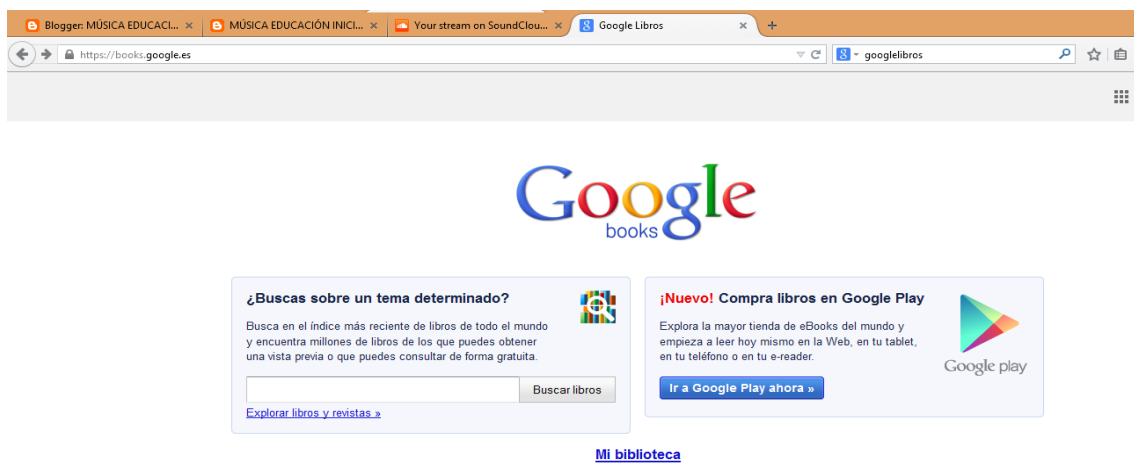 Blogger: MÚSICA EDUCACI... × MÚSICA EDUCACIÓN INICI... × Your stream on SoundClou... × Google Libros × +
https://books.google.es googlelibros
Google
books
¿Buscas sobre un tema determinado?
Busca en el índice más reciente de libros de todo el mundo
y encuentra millones de libros de los que puedes obtener
una vista previa o que puedes consultar de forma gratuita.
Buscar libros
Explorar libros y revistas »
¡Nuevo! Compra libros en Google Play
Explora la mayor tienda de eBooks del mundo y
empieza a leer hoy mismo en la Web, en tu tablet,
en tu teléfono o en tu e-reader.
Google play
Ir a Google Play ahora »
Mi biblioteca